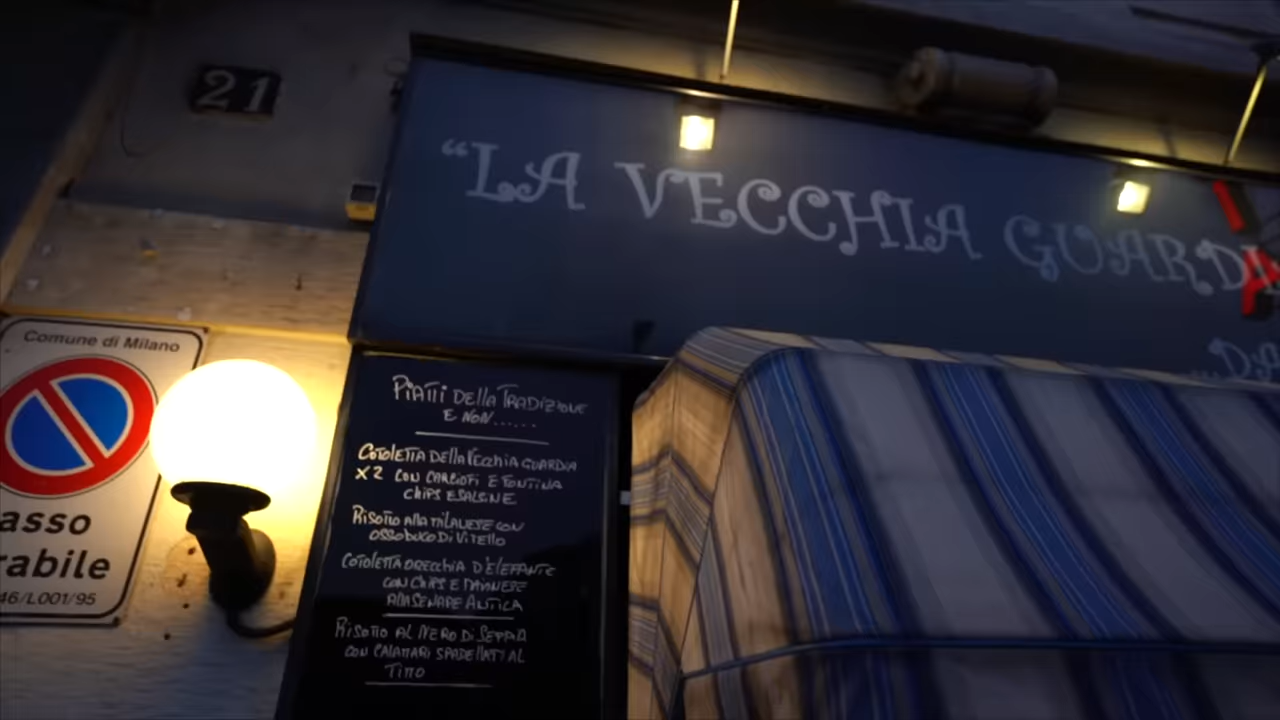 21
“LA VECCHIA GUARDIA
...DA
Comune di Milano
asso
rabile
46/L001/95
PIATTI DELLA TRADIZIONE
E NON......
COTOLETTA DELLA VECCHIA GUARDIA
X2 CON CARCIOFI E FONTINA
CHIPS E SALSINE
RISOTTO ALLA MILANESE CON
OSSOBUCO DI VITELLO
COTOLETTA ORECCHIA D'ELEFANTE
CON CHIPS E MAIONESE
ALLA SENAPE ANTICA
RISOTTO AL NERO DI SEPPIA
CON CALAMARI SPADELLATI AL
TIMO